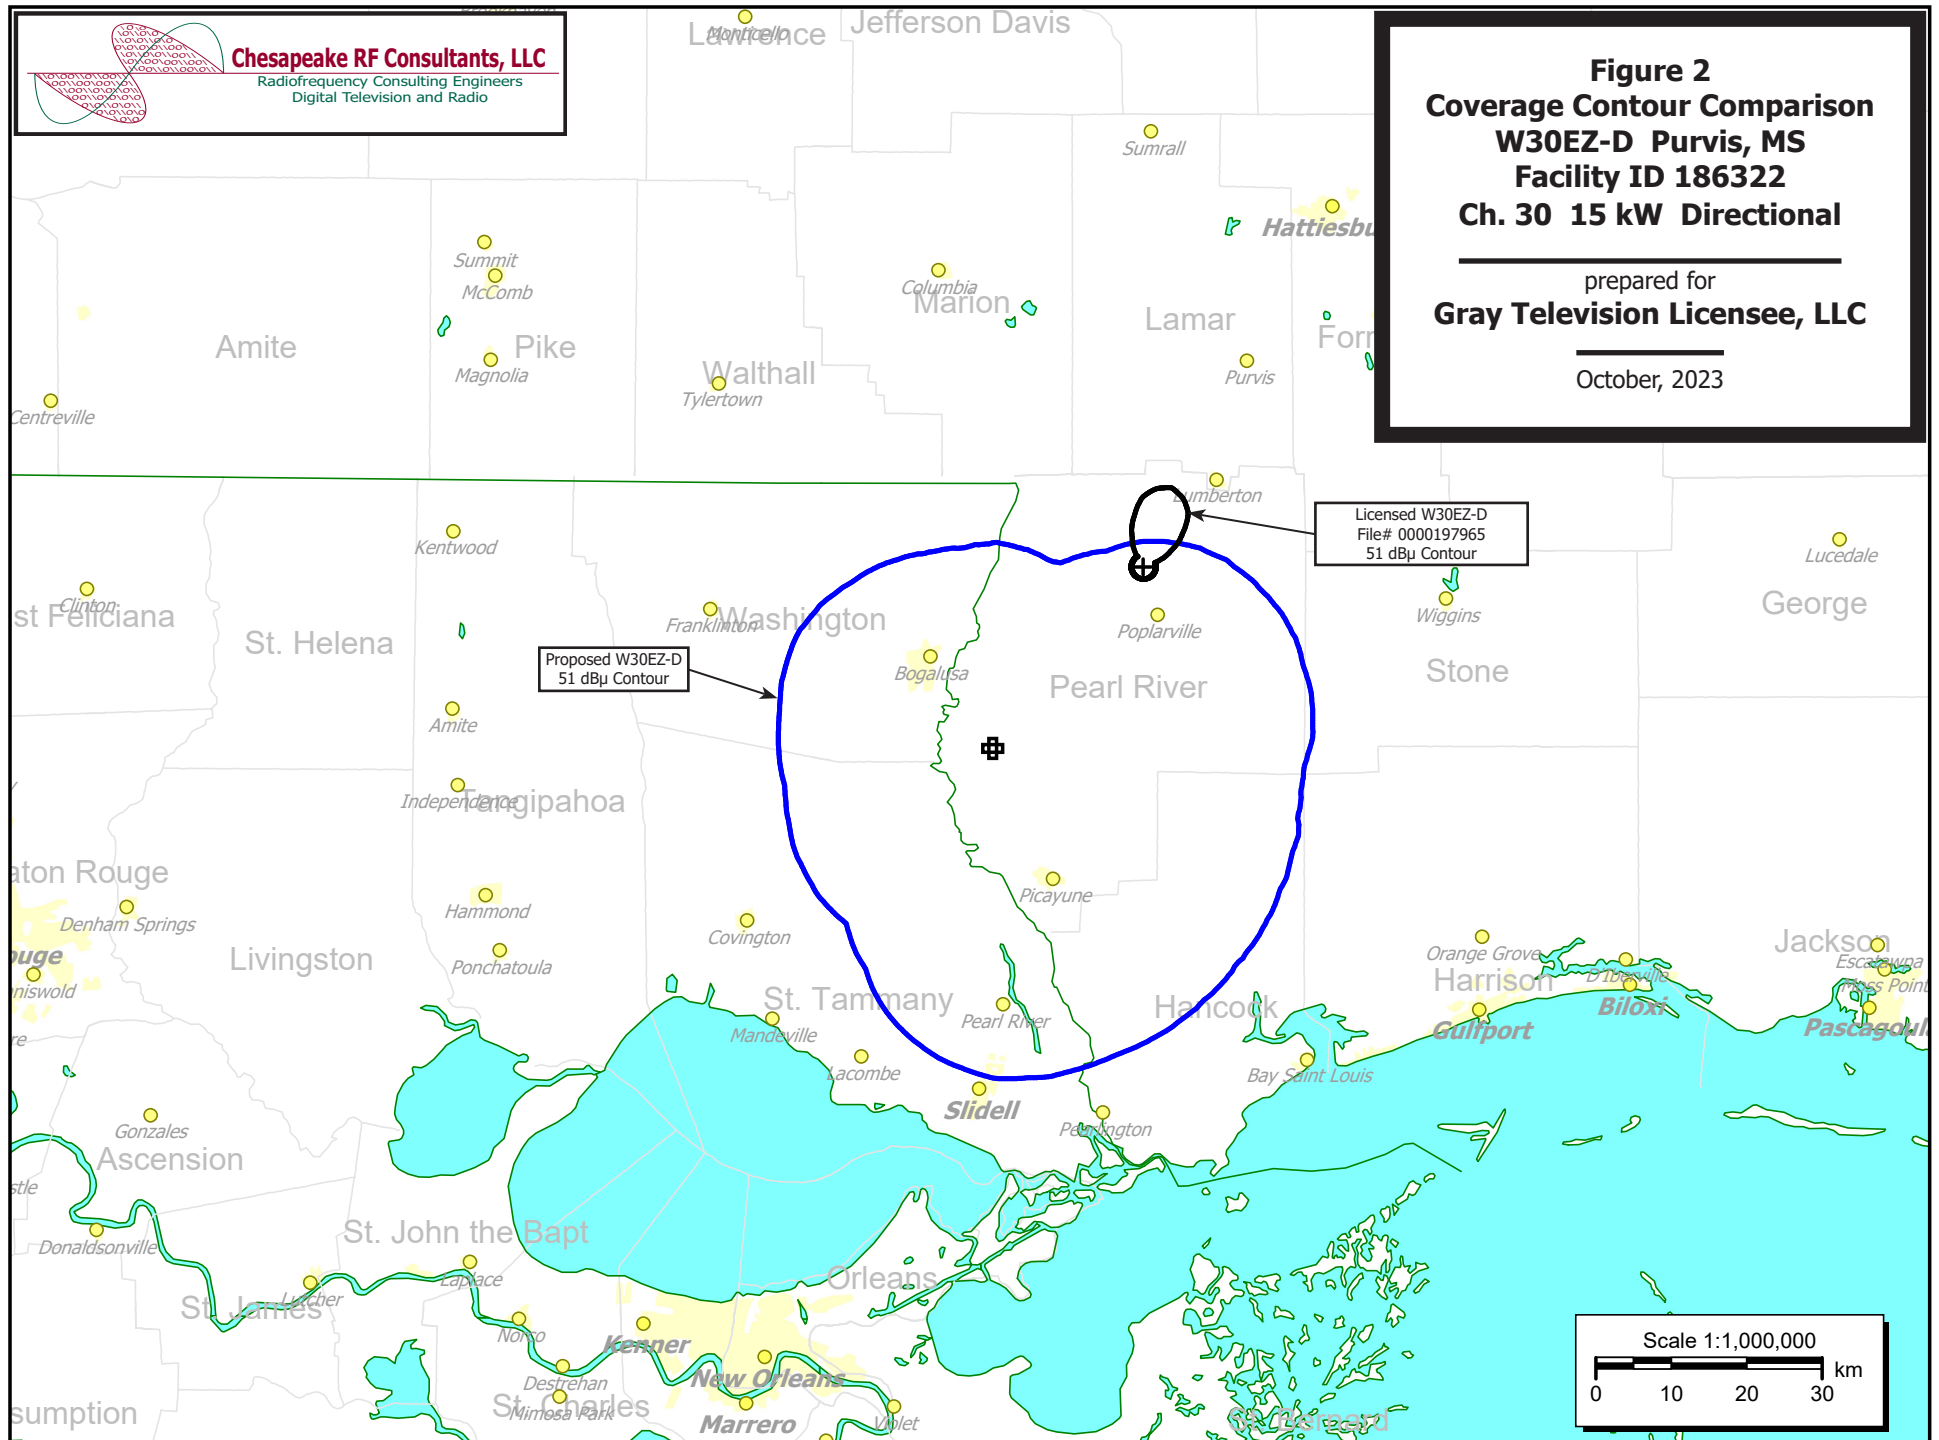 Chesapeake RF Consultants, LLC
Radiofrequency Consulting Engineers
Digital Television and Radio
Figure 2
Coverage Contour Comparison
W30EZ-D Purvis, MS
Facility ID 186322
Ch. 30 15 kW Directional
prepared for
Gray Television Licensee, LLC
October, 2023
Lawrence
Monticello
Jefferson Davis
Sumrall
Hattiesbu
Summit
McComb
Columbia
Marion
Lamar
Forr
Amite
Pike
Magnolia
Walthall
Tylertown
Purvis
Centreville
Lumberton
Licensed W30EZ-D
File# 0000197965
51 dBµ Contour
Kentwood
Lucedale
Clinton
st Feliciana
St. Helena
Franklinton
Washington
Poplarville
Wiggins
George
Proposed W30EZ-D
51 dBµ Contour
Bogalusa
Pearl River
Stone
Amite
Independence
Tangipahoa
aton Rouge
Picayune
Denham Springs
Hammond
Covington
ouge
niswold
Livingston
Ponchatoula
Orange Grove
Harrison
D'Iberville
Biloxi
Jackson
Escatawpa
Moss Point
St. Tammany
Mandeville
Pearl River
Hancock
Gulfport
Pascagoul
re
Lacombe
Bay Saint Louis
Slidell
Pearlington
Gonzales
Ascension
stle
Donaldsonville
St. John the Bapt
Laplace
Orleans
Lutcher
St. James
Norco
Kenner
Destrehan
New Orleans
St. Charles
Mimosa Park
Marrero
Violet
St. Bernard
sumption
Scale 1:1,000,000
km
0 10 20 30